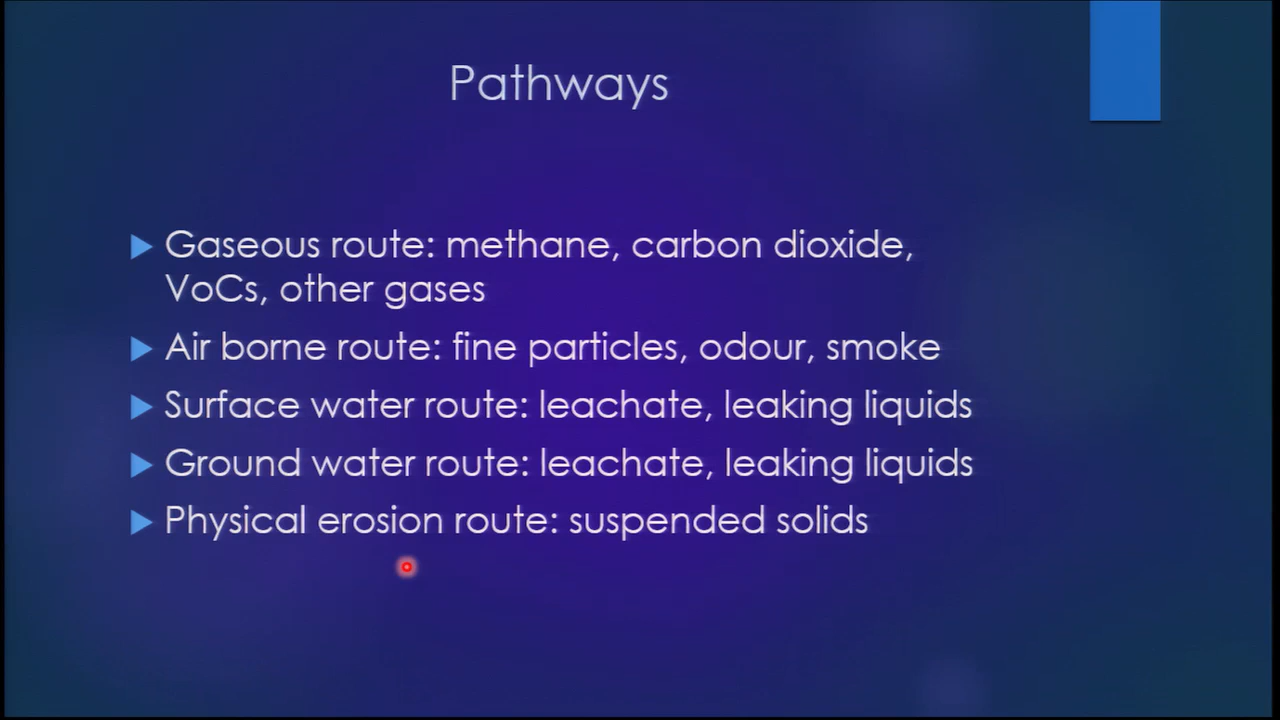 Pathways
Gaseous route: methane, carbon dioxide,
VoCs, other gases
Air borne route: fine particles, odour, smoke
Surface water route: leachate, leaking liquids
Ground water route: leachate, leaking liquids
Physical erosion route: suspended solids